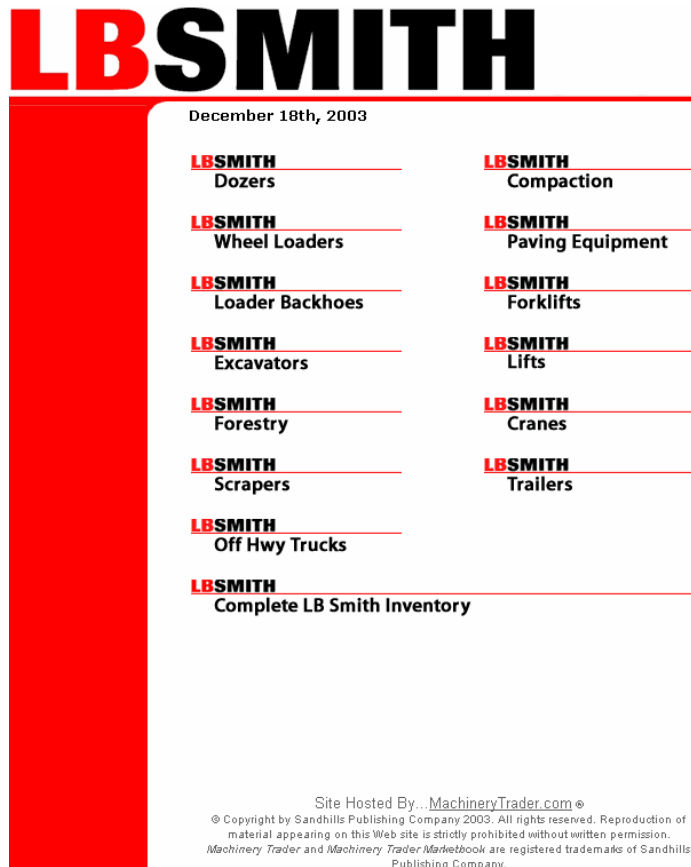 LBSMITH
December 18th, 2003
LBSMITH
Dozers
LBSMITH
Wheel Loaders
LBSMITH
Loader Backhoes
LBSMITH
Excavators
LBSMITH
Forestry
LBSMITH
Scrapers
LBSMITH
Off Hwy Trucks
LBSMITH
Compaction
LBSMITH
Paving Equipment
LBSMITH
Forklifts
LBSMITH
Lifts
LBSMITH
Cranes
LBSMITH
Trailers
LBSMITH
Complete LB Smith Inventory
Site Hosted By...MachineryTrader.com ®
© Copyright by Sandhills Publishing Company 2003. All rights reserved. Reproduction of
material appearing on this Web site is strictly prohibited without written permission.
Machinery Trader and Machinery Trader Marketbook are registered trademarks of Sandhills
Publishing Company.